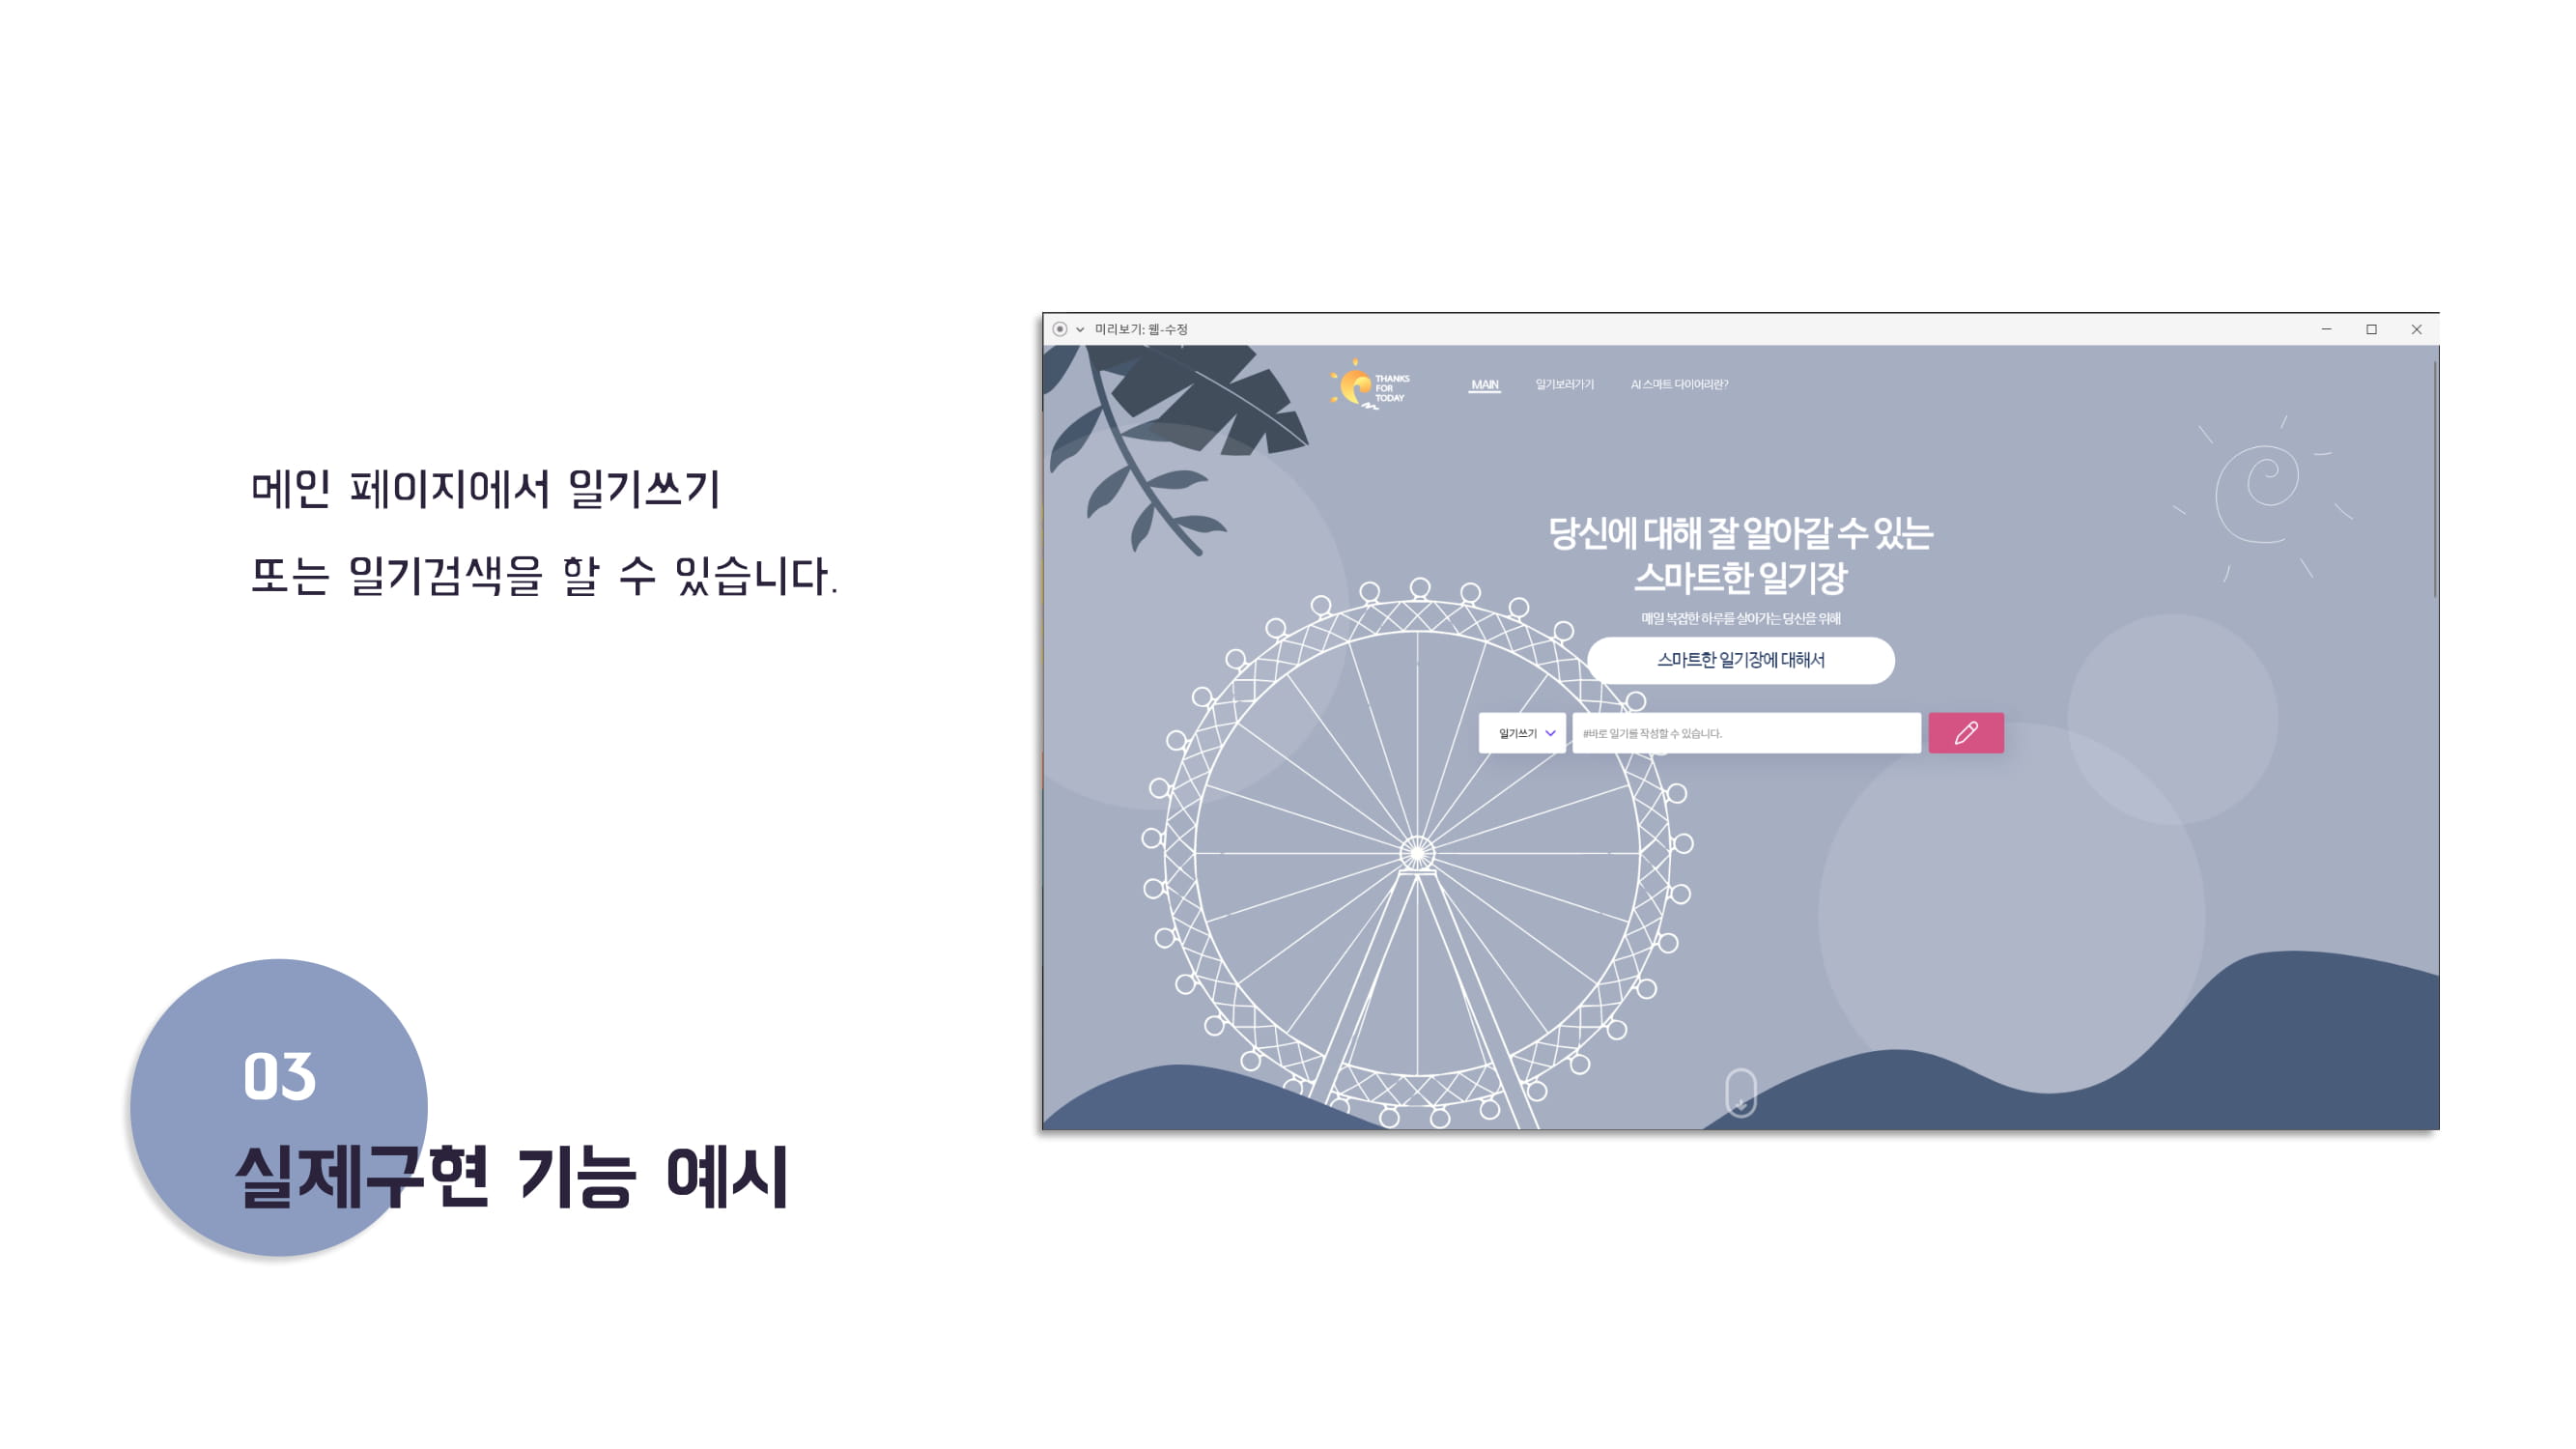 메인 페이지에서 일기쓰기
또는 일기검색을 할 수 있습니다.
03
실제구현 기능 예시
미리보기: 웹-수정
THANKS
FOR
TODAY
MAIN
일기보러가기
AI 스마트 다이어리란?
당신에 대해 잘 알아갈 수 있는
스마트한 일기장
매일 복잡한 하루를 살아가는 당신을 위해
스마트한 일기장에 대해서
일기쓰기
#바로 일기를 작성할 수 있습니다.